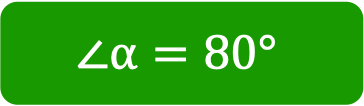 ∠α = 80°